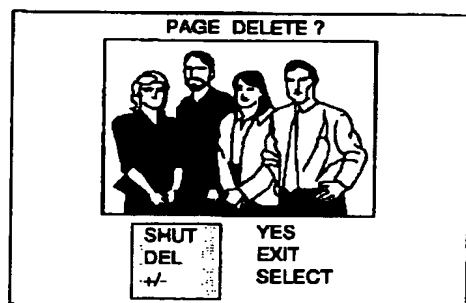 PAGE DELETE ?
SHUT YES
DEL EXIT
+/- SELECT